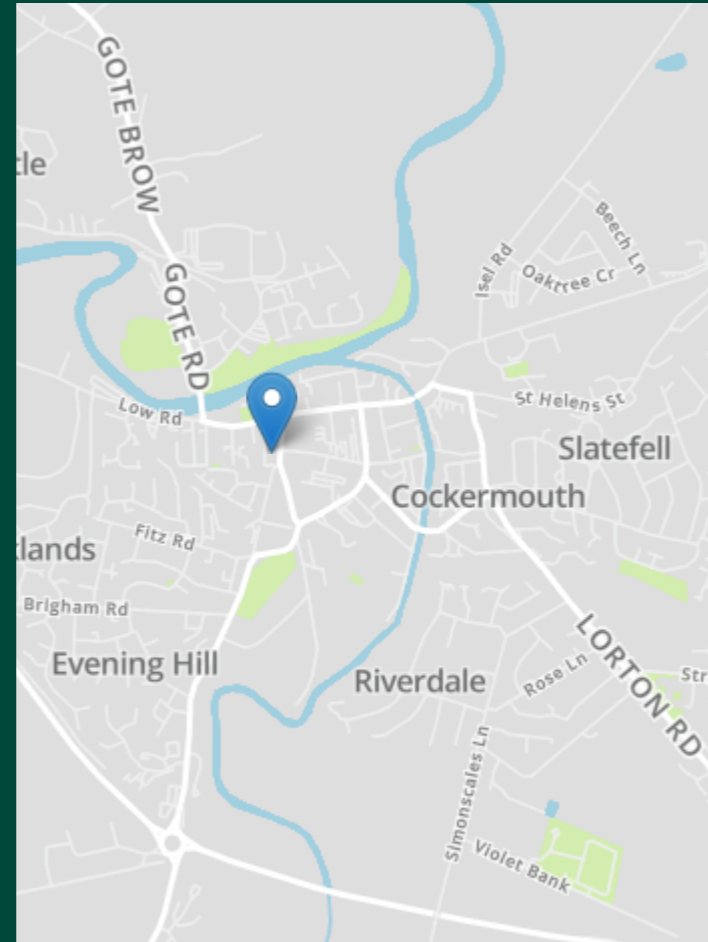 GOTE BROW
tle
Beech Ln
Isel Rd
Oaktree Cr
GOTE RD
Low Rd
St Helens St
Slatefell
Cockermouth
Fitz Rd
tlands
Brigham Rd
Evening Hill
Riverdale
Rose Ln
LORTON RD
Str
Simonscales Ln
Violet Bank